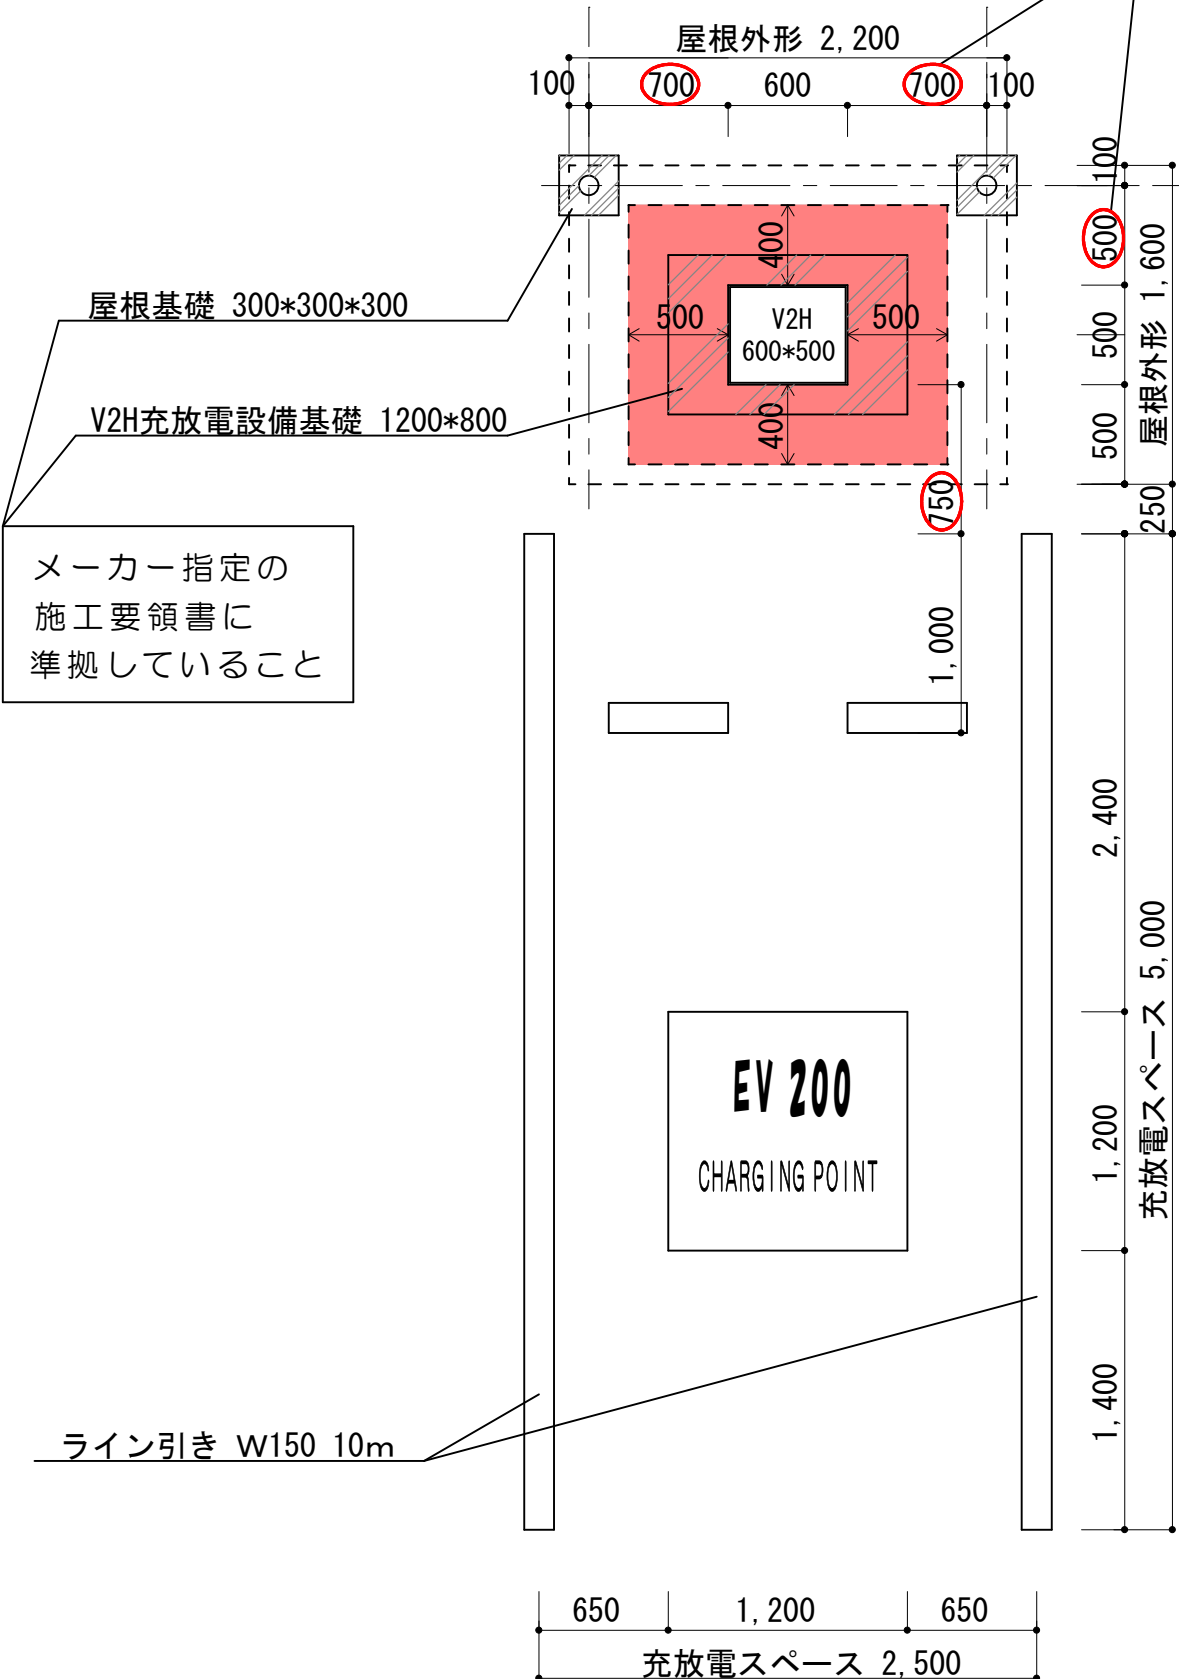 屋根外形 2,200
100 700 600 700 100
100
500
500
500
屋根外形 1,600
250
400
500 V2H 500
600*500
400
屋根基礎 300*300*300
V2H充放電設備基礎 1200*800
750
メーカー指定の
施工要領書に
準拠していること
1,000
2,400
充放電スペース 5,000
EV 200
CHARGING POINT
1,200
1,400
ライン引き W150 10m
650 1,200 650
充放電スペース 2,500